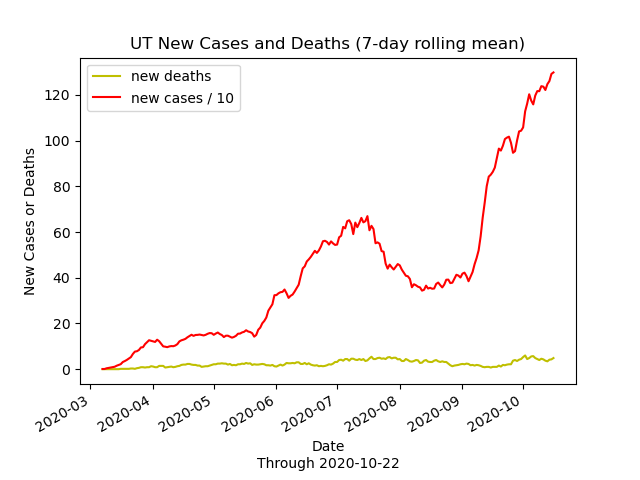 UT New Cases and Deaths (7-day rolling mean)
new deaths
new cases / 10
120
100
80
60
40
20
0
New Cases or Deaths
2020-03
2020-04
2020-05
2020-06
2020-07
2020-08
2020-09
2020-10
Date
Through 2020-10-22